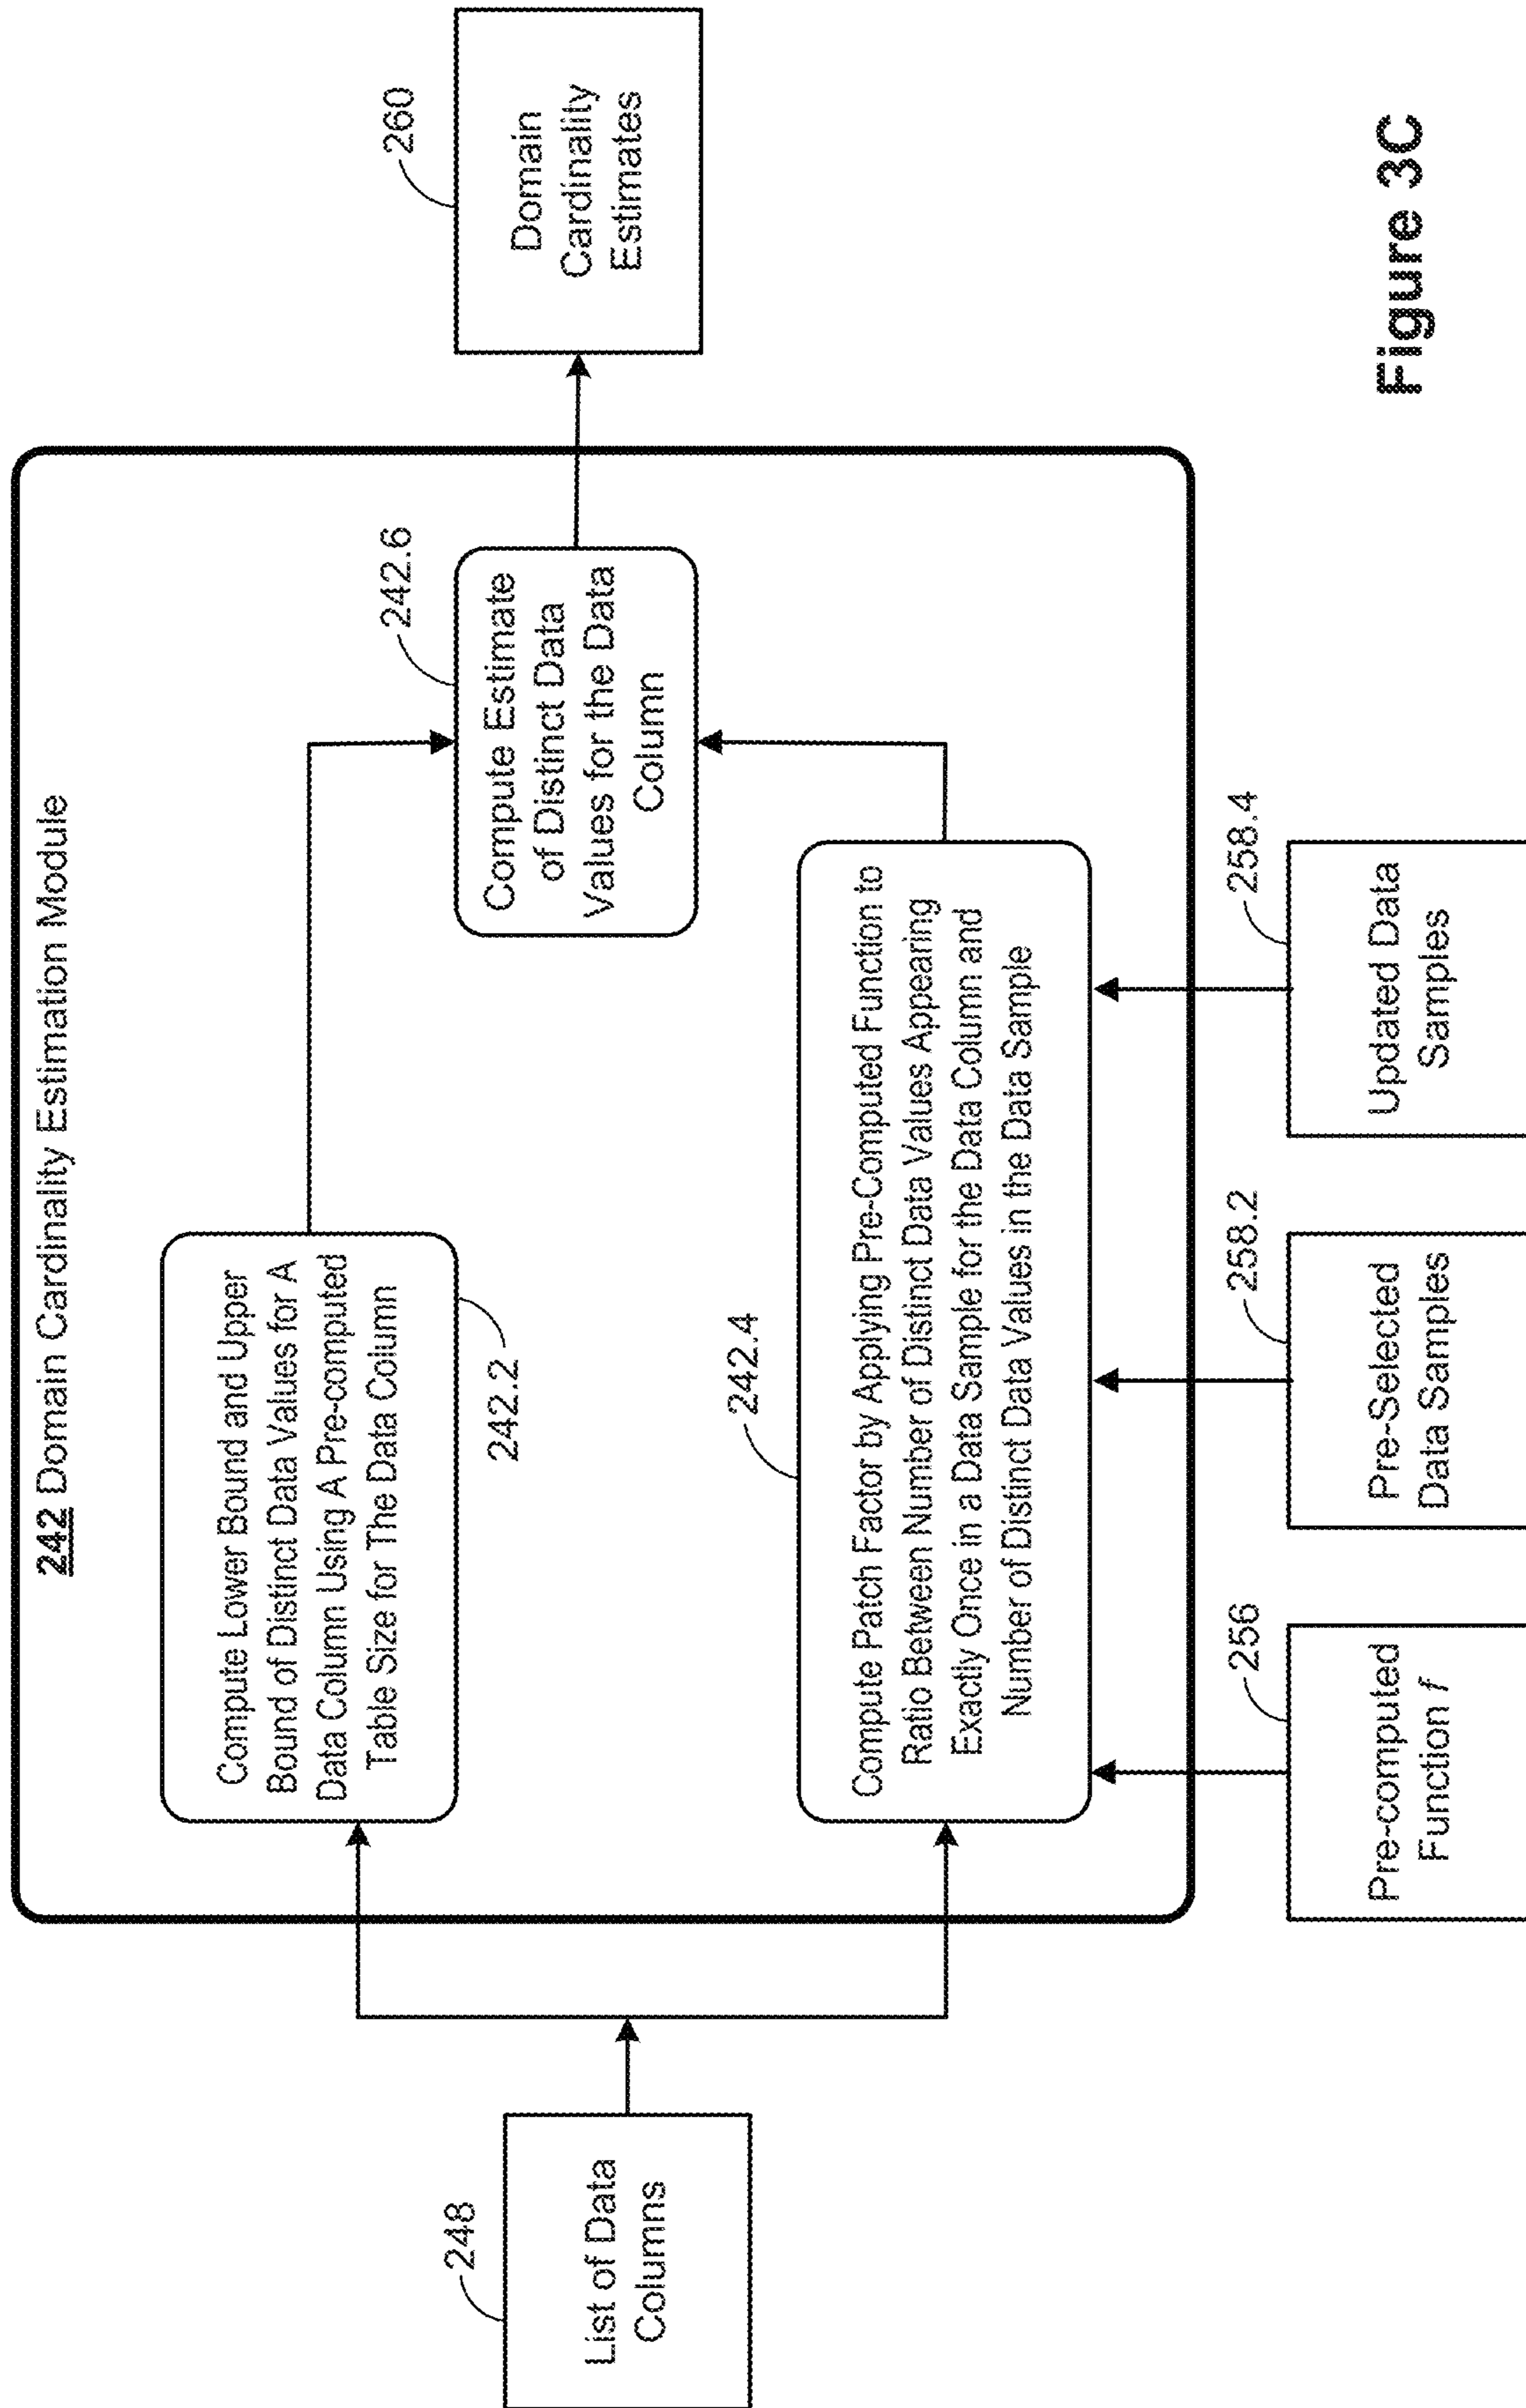 242 Domain Cardinality Estimation Module
248
List of Data
Columns
Compute Lower Bound and Upper
Bound of Distinct Data Values for A
Data Column Using A Pre-computed
Table Size for The Data Column
242.2
242.4
Compute Patch Factor by Applying Pre-Computed Function to
Ratio Between Number of Distinct Data Values Appearing
Exactly Once in a Data Sample for the Data Column and
Number of Distinct Data Values in the Data Sample
242.6
Compute Estimate
of Distinct Data
Values for the Data
Column
260
Domain
Cardinality
Estimates
256
Pre-computed
Function f
258.2
Pre-Selected
Data Samples
258.4
Updated Data
Samples
Figure 3C